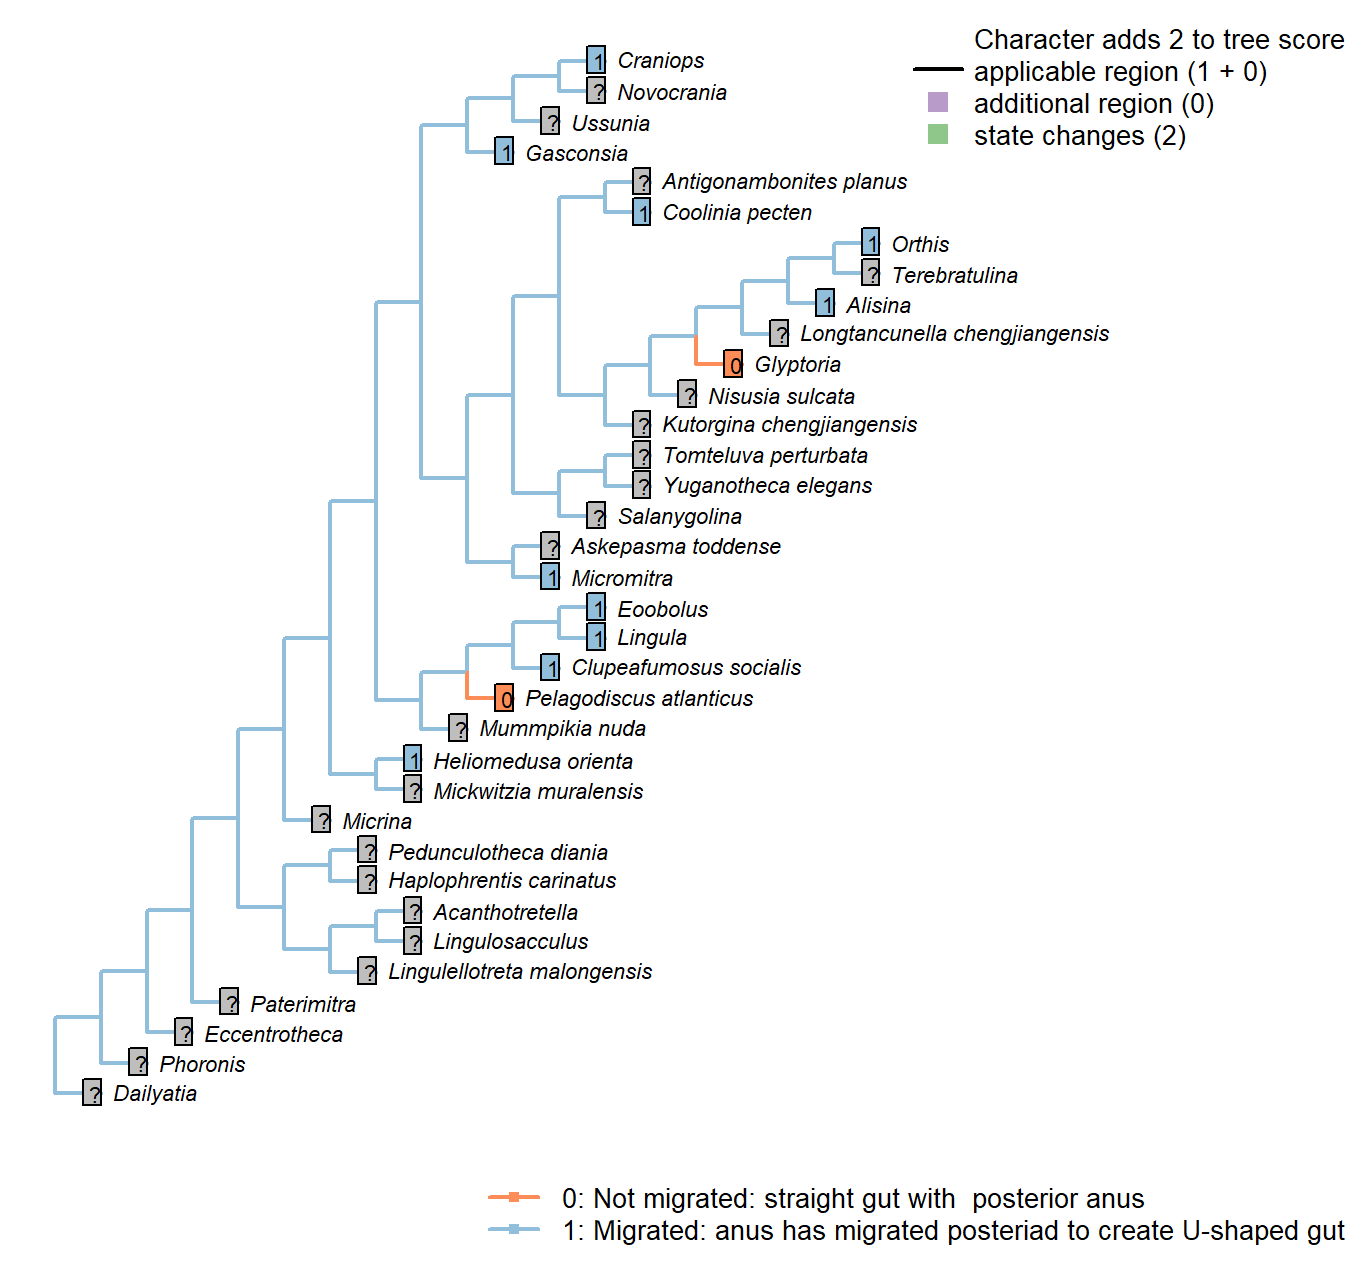 Character adds 2 to tree score
applicable region (1 + 0)
additional region (0)
state changes (2)
1 Craniops
? Novocrania
? Ussunia
1 Gasconsia
? Antigonambonites planus
1 Coolinia pecten
1 Orthis
? Terebratulina
1 Alisina
? Longtancunella chengjiangensis
0 Glyptoria
? Nisusia sulcata
? Kutorgina chengjiangensis
? Tomteluva perturbata
? Yuganotheca elegans
? Salanygolina
? Askepasma toddense
1 Micromitra
1 Eoobolus
1 Lingula
1 Clupeafumosus socialis
0 Pelagodiscus atlanticus
? Mummpikia nuda
1 Heliomedusa orienta
? Mickwitzia muralensis
? Micrina
? Pedunculotheca diania
? Haplophrentis carinatus
? Acanthotretella
? Lingulosacculus
? Lingulellotreta malongensis
? Paterimitra
? Eccentrotheca
? Phoronis
? Dailyatia
0: Not migrated: straight gut with  posterior anus
1: Migrated: anus has migrated posteriad to create U-shaped gut